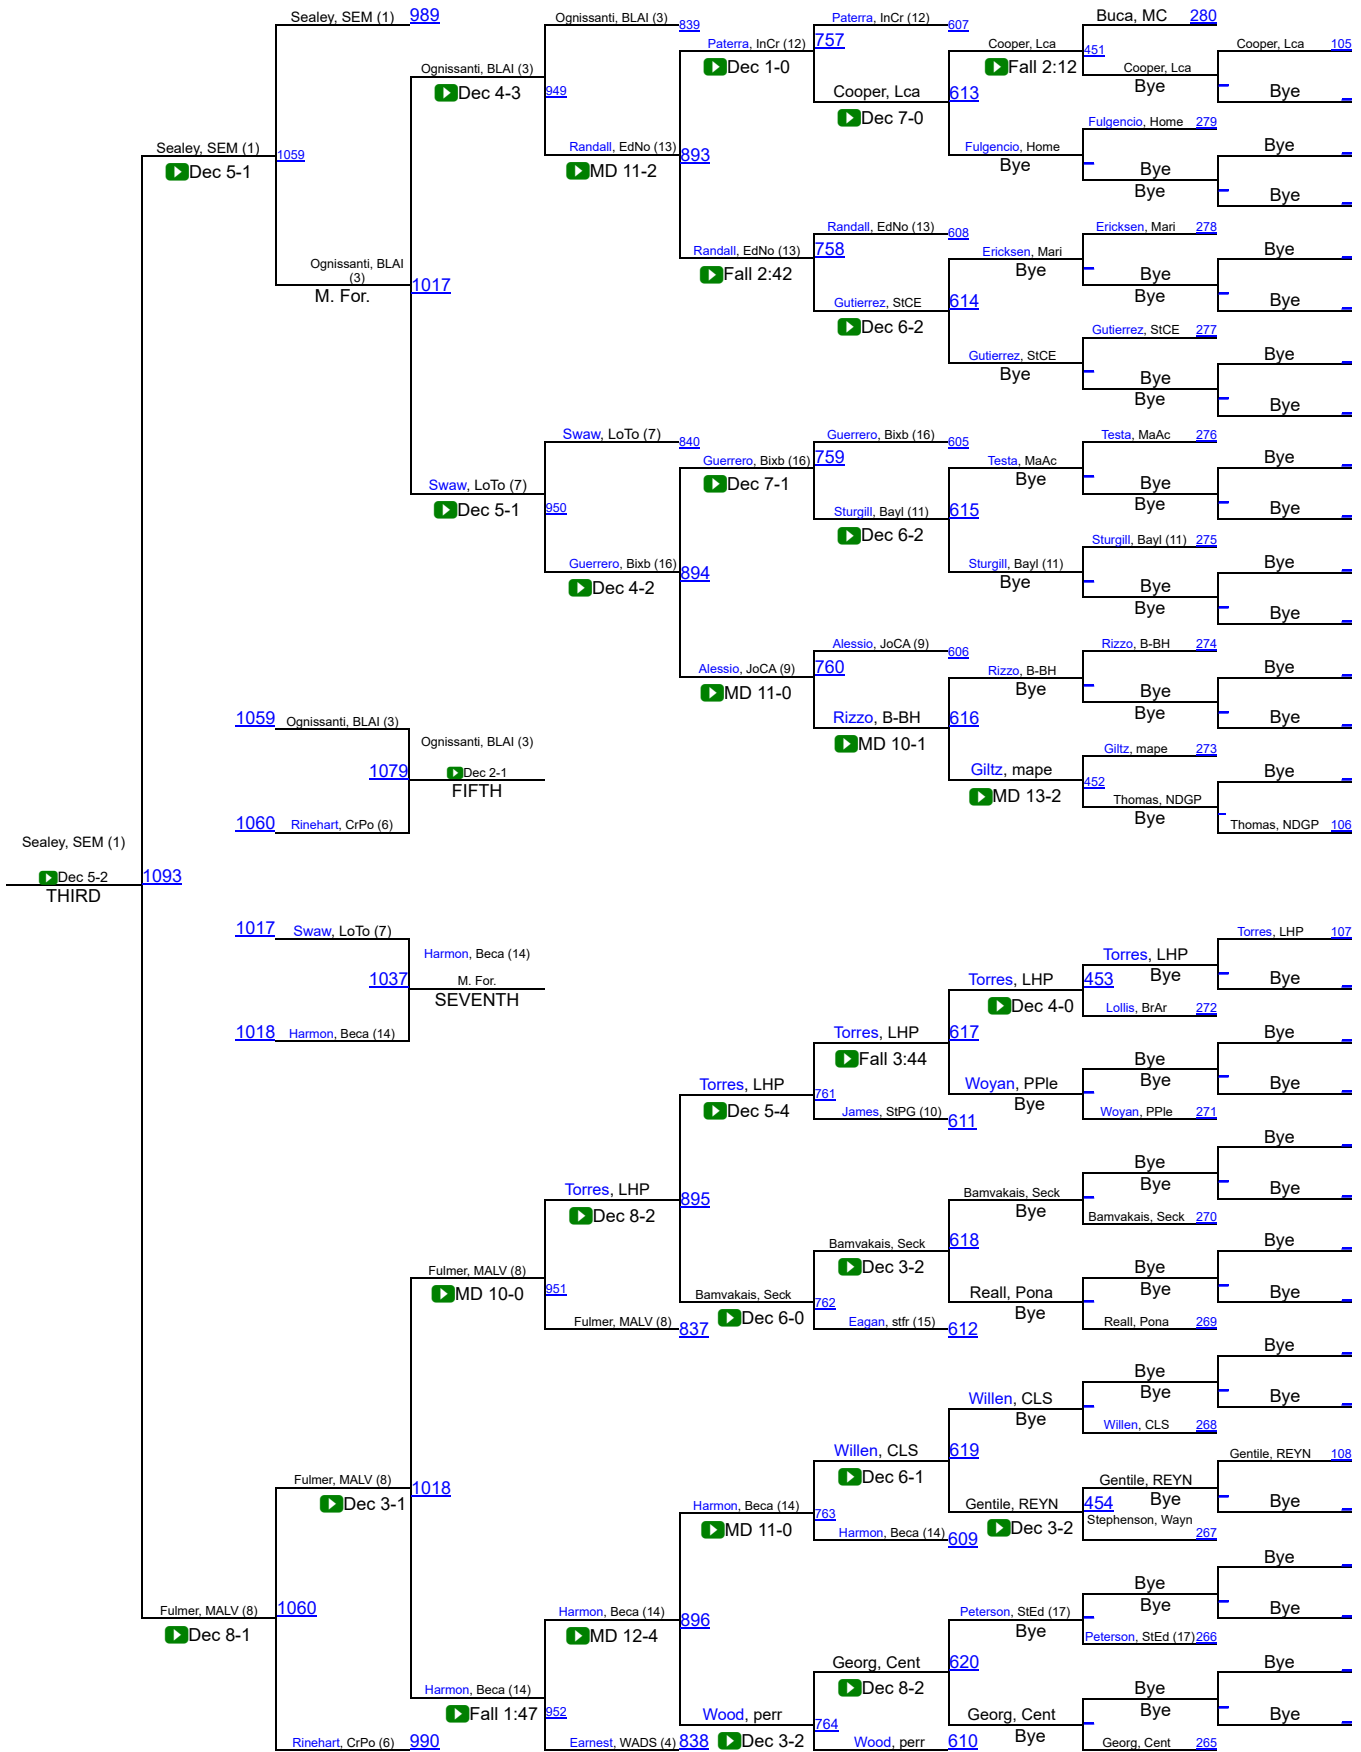 Sealey, SEM (1) 989
Ognissanti, BLAI (3) 839
Paterra, InCr (12) 607
Buca, MC 280
Cooper, Lca 105
Paterra, InCr (12) 757
Dec 1-0
Cooper, Lca 451
Fall 2:12
Cooper, Lca
Bye
Bye
Ognissanti, BLAI (3)
Dec 4-3
949
Cooper, Lca 613
Dec 7-0
Fulgencio, Home 279
Sealey, SEM (1) 1059
Dec 5-1
Randall, EdNo (13) 893
MD 11-2
Fulgencio, Home
Bye
Bye
Bye
Bye
Bye
Randall, EdNo (13) 608
Ericksen, Mari 278
Randall, EdNo (13) 758
Fall 2:42
Ericksen, Mari
Bye
Bye
Ognissanti, BLAI
(3)
M. For.
1017
Bye
Bye
Bye
Gutierrez, StCE 614
Dec 6-2
Gutierrez, StCE 277
Gutierrez, StCE
Bye
Bye
Bye
Bye
Bye
Swaw, LoTo (7) 840
Guerrero, Bixb (16) 605
Testa, MaAc 276
Guerrero, Bixb (16) 759
Dec 7-1
Testa, MaAc
Bye
Bye
Swaw, LoTo (7)
Dec 5-1
950
Bye
Bye
Bye
Sturgill, Bayl (11) 615
Dec 6-2
Sturgill, Bayl (11) 275
Guerrero, Bixb (16) 894
Dec 4-2
Sturgill, Bayl (11)
Bye
Bye
Bye
Bye
Bye
Alessio, JoCA (9) 606
Rizzo, B-BH 274
Alessio, JoCA (9) 760
MD 11-0
Rizzo, B-BH
Bye
Bye
Bye
Bye
Bye
1059 Ognissanti, BLAI (3)
Rizzo, B-BH 616
MD 10-1
Ognissanti, BLAI (3)
Giltz, mape 273
1079
Dec 2-1
FIFTH
Giltz, mape 452
MD 13-2
Bye
Thomas, NDGP
Bye
1060 Rinehart, CrPo (6)
Thomas, NDGP 106
Sealey, SEM (1)
Dec 5-2
THIRD
1093
1017 Swaw, LoTo (7)
Torres, LHP 107
Harmon, Beca (14)
Torres, LHP
Bye
1037
M. For.
SEVENTH
Torres, LHP 453
Dec 4-0
Bye
Lollis, BrAr 272
1018 Harmon, Beca (14)
Torres, LHP 617
Fall 3:44
Bye
Bye
Bye
Bye
Torres, LHP 761
Dec 5-4
Woyan, PPle
Bye
James, StPG (10) 611
Woyan, PPle 271
Bye
Bye
Bye
Bye
Torres, LHP 895
Dec 8-2
Bamvakais, Seck
Bye
Bamvakais, Seck 270
Bamvakais, Seck 618
Dec 3-2
Bye
Fulmer, MALV (8)
MD 10-0
951
Bye
Bye
Bye
Bamvakais, Seck 762
Dec 6-0
Reall, Pona
Bye
Fulmer, MALV (8) 837
Eagan, stfr (15) 612
Reall, Pona 269
Bye
Bye
Bye
Bye
Willen, CLS
Bye
Willen, CLS 268
Willen, CLS 619
Dec 6-1
Gentile, REYN 108
Fulmer, MALV (8) 1018
Dec 3-1
Gentile, REYN
Bye
Bye
Harmon, Beca (14) 763
MD 11-0
Gentile, REYN 454
Dec 3-2
Stephenson, Wayn
267
Harmon, Beca (14) 609
Bye
Bye
Bye
Bye
Fulmer, MALV (8) 1060
Dec 8-1
Harmon, Beca (14) 896
MD 12-4
Peterson, StEd (17)
Bye
Peterson, StEd (17) 266
Georg, Cent 620
Dec 8-2
Bye
Harmon, Beca (14)
Fall 1:47
952
Bye
Bye
Bye
Wood, perr 764
Dec 3-2
Georg, Cent
Bye
Rinehart, CrPo (6) 990
Earnest, WADS (4) 838
Wood, perr 610
Georg, Cent 265